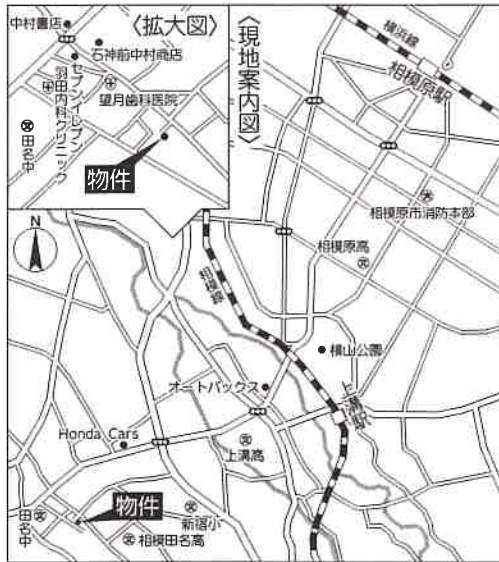 〈拡大図〉
中村書店
石神前中村商店
セブンイレブン
羽田内科クリニック
望月歯科医院
田名中
物件
〈現地案内図〉
横浜線
相模原駅
相模原市消防本部
相模原高
N
相模線
横山公園
上溝駅
オートバックス
Honda Cars
上溝高
物件
田名中
新宿小
相模田名高